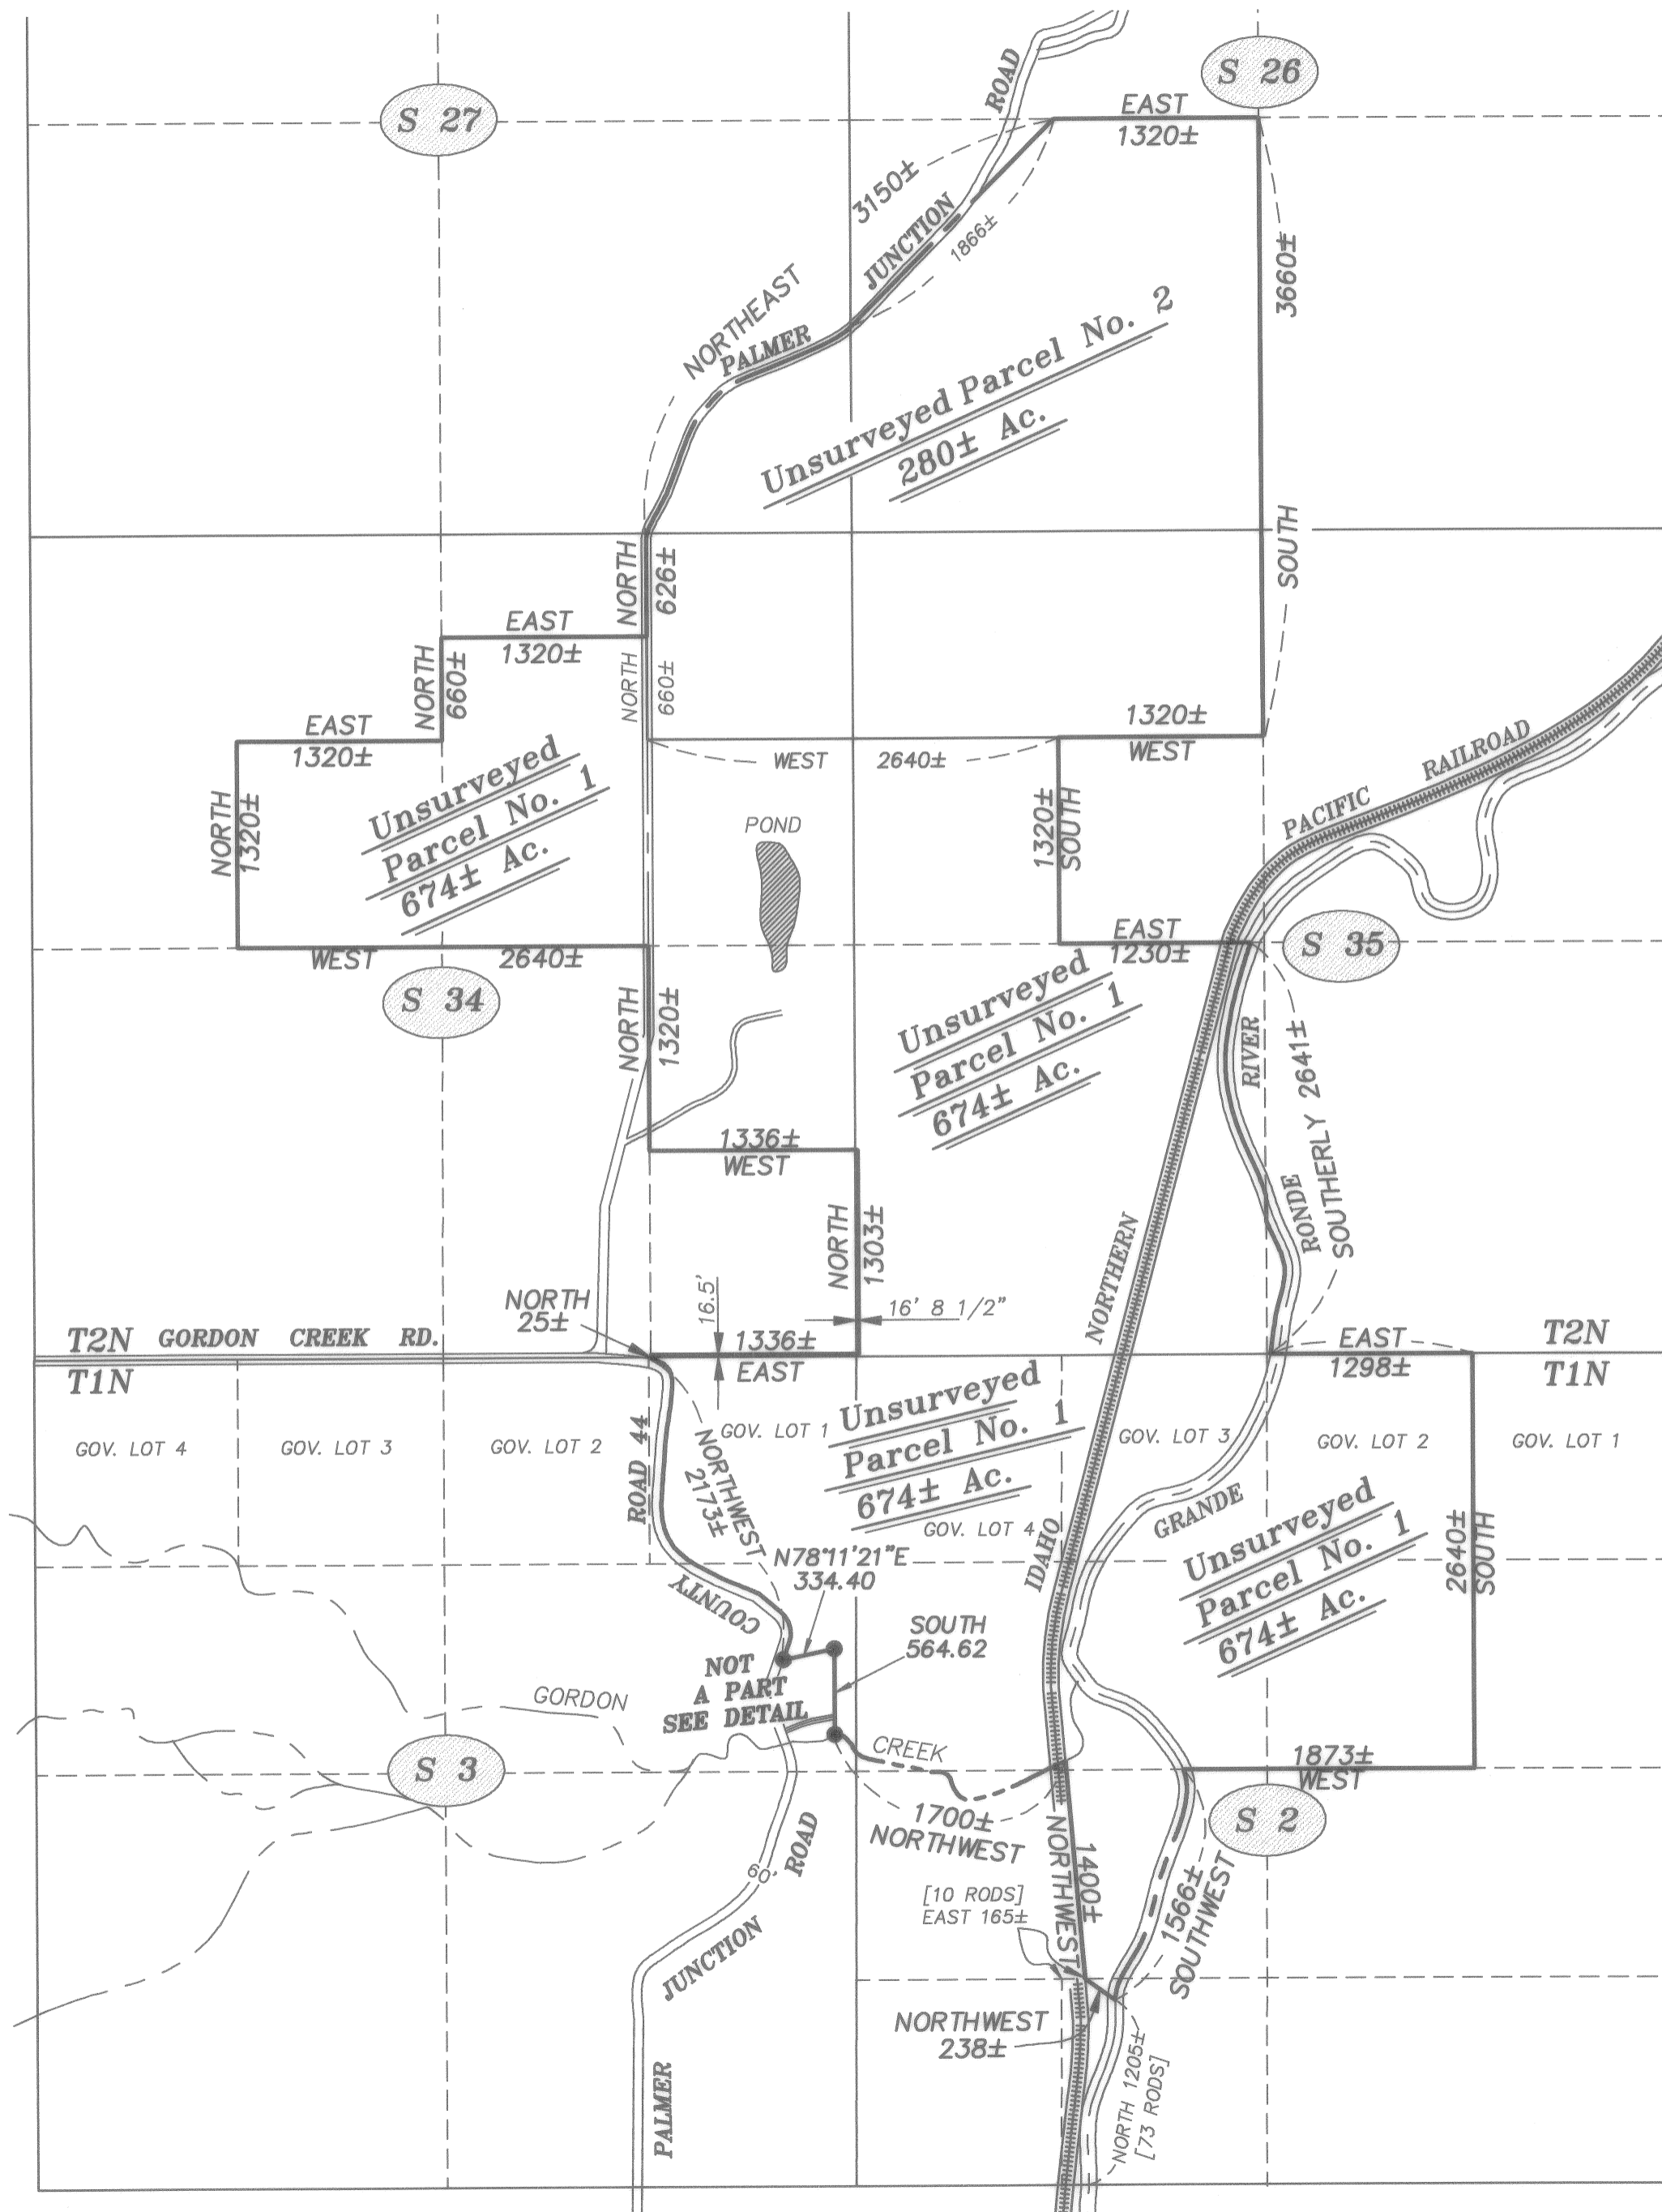 S 27
S 26
ROAD
EAST
1320±
3150±
JUNCTION
1866±
3660±
NORTHEAST
PALMER
Unsurveyed Parcel No. 2
280± Ac.
SOUTH
NORTH
626±
EAST
1320±
NORTH
660±
NORTH
660±
EAST
1320±
1320±
WEST
WEST 2640±
RAILROAD
PACIFIC
NORTH
1320±
Unsurveyed
Parcel No. 1
674± Ac.
POND
1320±
SOUTH
EAST
1230±
S 35
WEST 2640±
S 34
NORTH
1320±
Unsurveyed
Parcel No. 1
674± Ac.
RIVER
SOUTHERLY 2641±
RONDE
1336±
WEST
NORTH
1303±
NORTHERN
NORTH
25±
16.5'
16' 8 1/2"
T2N GORDON CREEK RD.
T1N
1336±
EAST
EAST
1298±
T2N
T1N
GOV. LOT 4
GOV. LOT 3
GOV. LOT 2
GOV. LOT 1
Unsurveyed
Parcel No. 1
674± Ac.
GOV. LOT 4
GOV. LOT 3
GOV. LOT 2
GOV. LOT 1
ROAD 44
NORTHWEST
2173±
IDAHO
GRANDE
Unsurveyed
Parcel No. 1
674± Ac.
2640±
SOUTH
COUNTY
N78°11'21"E
334.40
SOUTH
564.62
NOT
A PART
SEE DETAIL
GORDON
CREEK
S 3
1873±
WEST
S 2
1700±
NORTHWEST
NORTHWEST
1400±
60'
ROAD
[10 RODS]
EAST 165±
1566±
SOUTHWEST
JUNCTION
NORTHWEST
238±
NORTH 1205±
[73 RODS]
PALMER